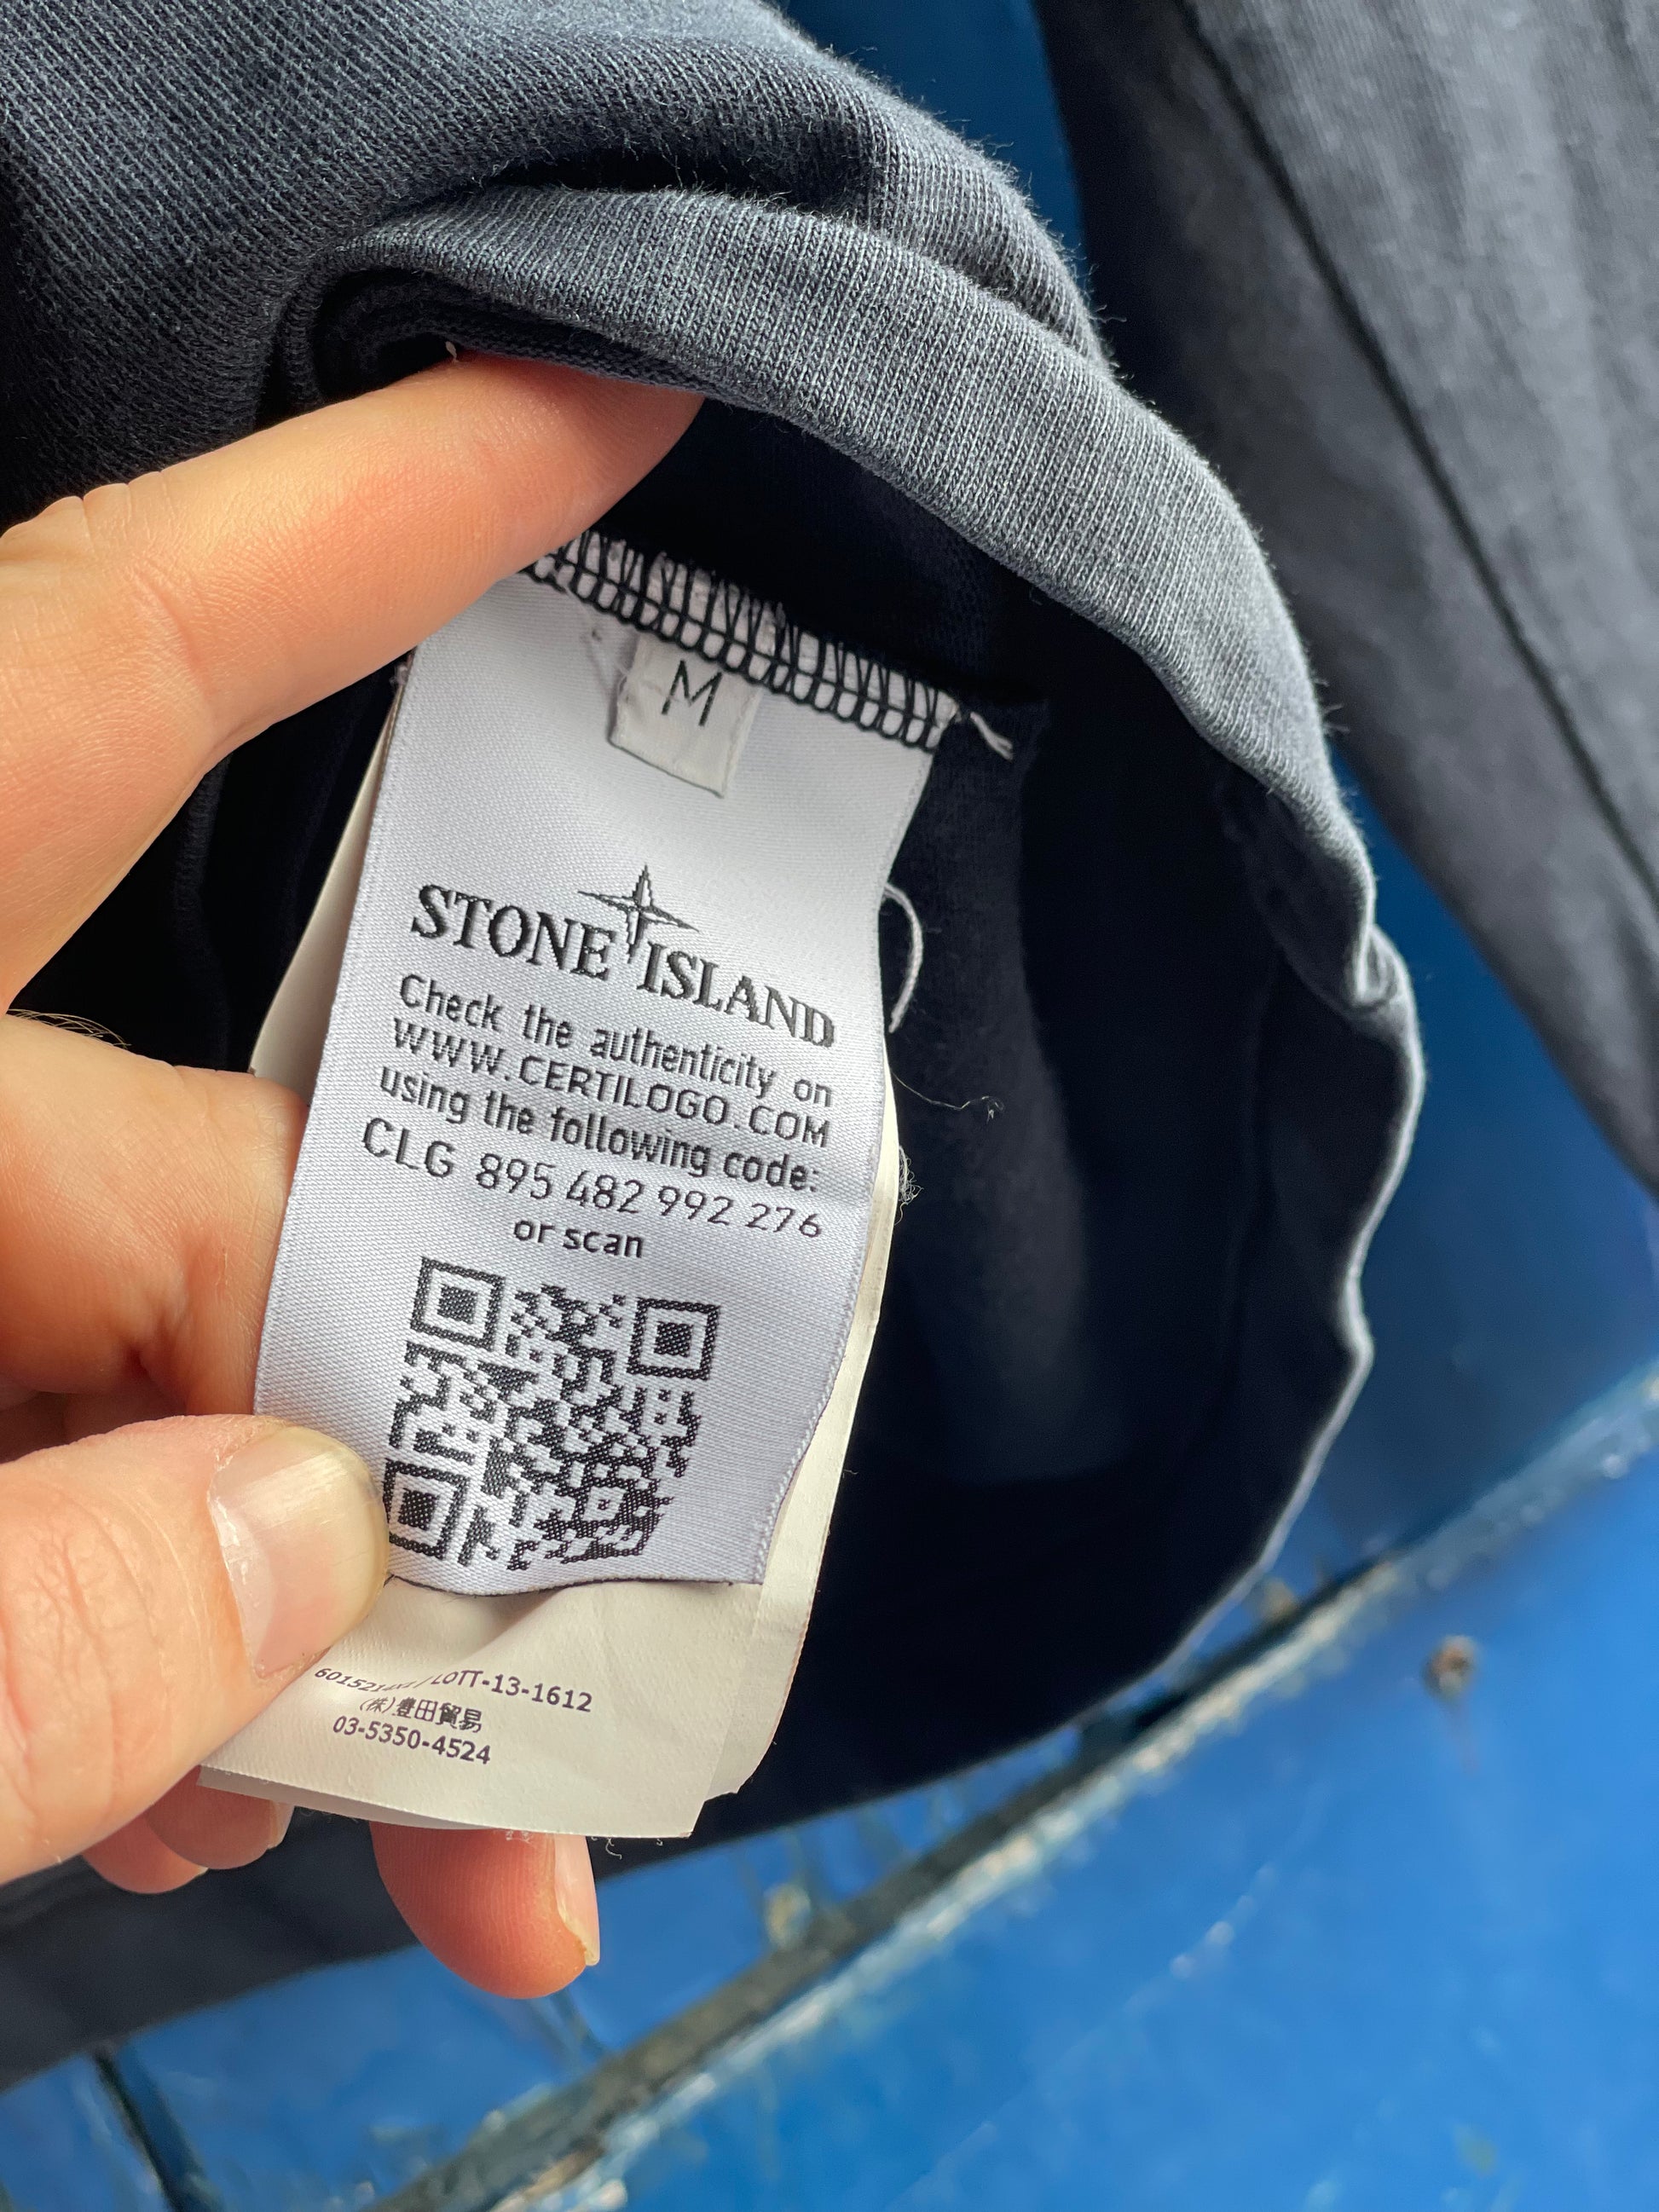 M
STONE ISLAND
Check the authenticity on
WWW.CERTILOGO.COM
using the following code:
CLG 895 482 992 276
or scan
LOTT-13-1612
(株)豊田貿易
03-5350-4524